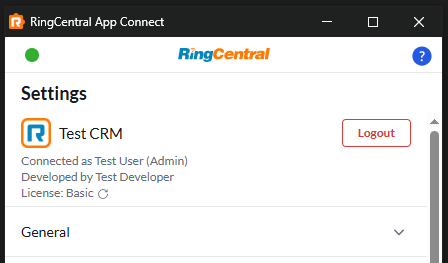 RingCentral App Connect
RingCentral
?
Settings
R
Test CRM
Logout
Connected as Test User (Admin)
Developed by Test Developer
License: Basic
General